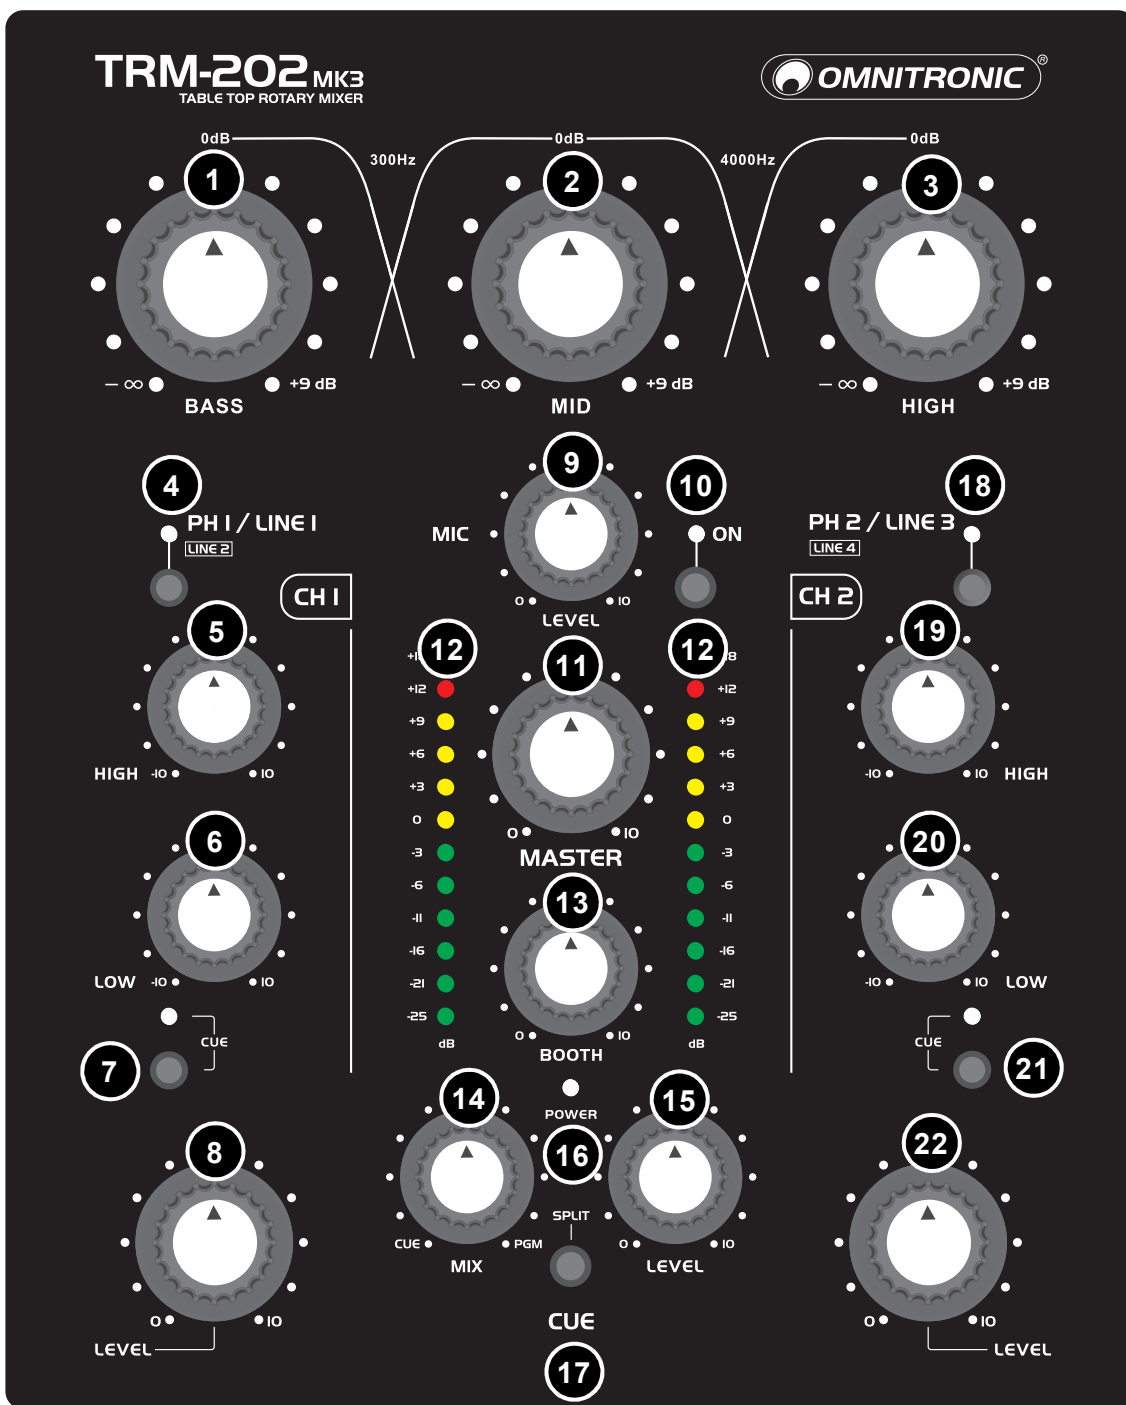 TRM-202 MK3
TABLE TOP ROTARY MIXER
OMNITRONIC ®
0dB 0dB 0dB
300Hz 4000Hz
1 2 3
− ∞ +9 dB − ∞ +9 dB − ∞ +9 dB
BASS MID HIGH
4 9 10 18
PH 1 / LINE 1 MIC ON PH 2 / LINE 3
LINE 2 LINE 4
CH 1 0 10 CH 2
LEVEL
5 12 11 12 19
+12 +12
+9 +9
+6 +6
HIGH -10 10 +3 +3 -10 10 HIGH
0 0 10 0
6 -3 MASTER -3 20
-6 -6
13
-11 -11
-16 -16
LOW -10 10 -21 -21 -10 10 LOW
-25 -25
CUE 0 10 CUE
dB BOOTH dB
7 21
14 15
POWER
8 16 22
SPLIT
CUE PGM 0 10
MIX LEVEL
0 10 CUE 0 10
LEVEL LEVEL
17